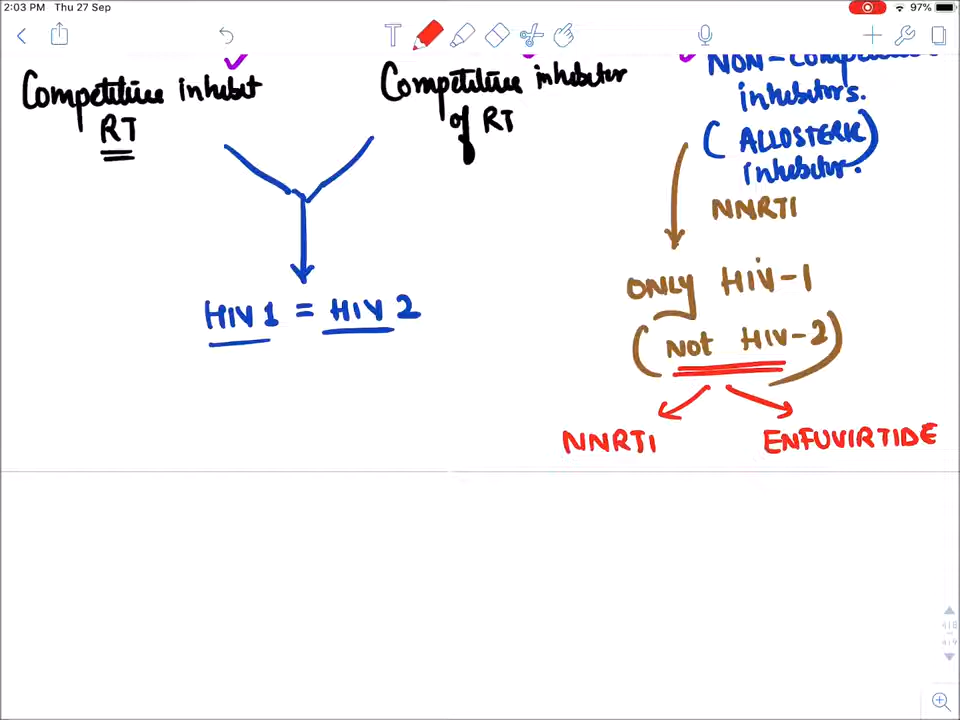 2:03 PM Thu 27 Sep
97%
T
Competitive inhibit
RT
Competitive inhibitor
of RT
NON-
inhibitors.
(ALLOSTERIC)
inhibitor.
NNRTI
ONLY HIV-1
(Not HIV-2)
HIV 1 = HIV 2
NNRTI
ENFUVIRTIDE